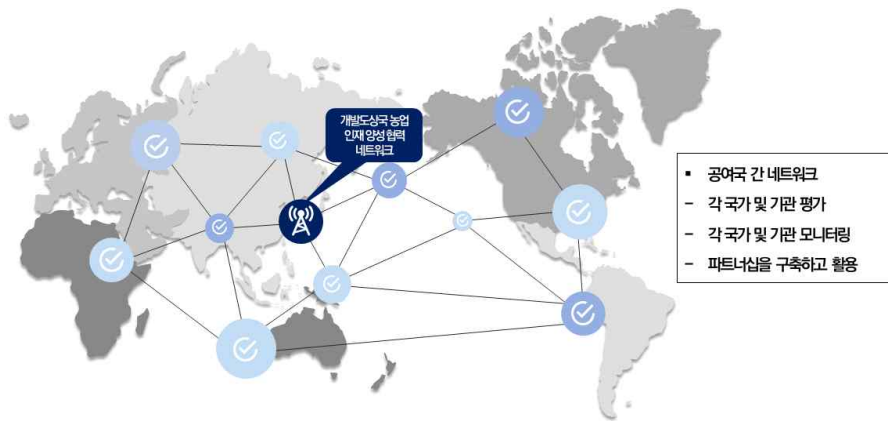 개발도상국 농업
인재 양성 협력
네트워크
▪ 공여국 간 네트워크
– 각 국가 및 기관 평가
– 각 국가 및 기관 모니터링
– 파트너십을 구축하고 활용